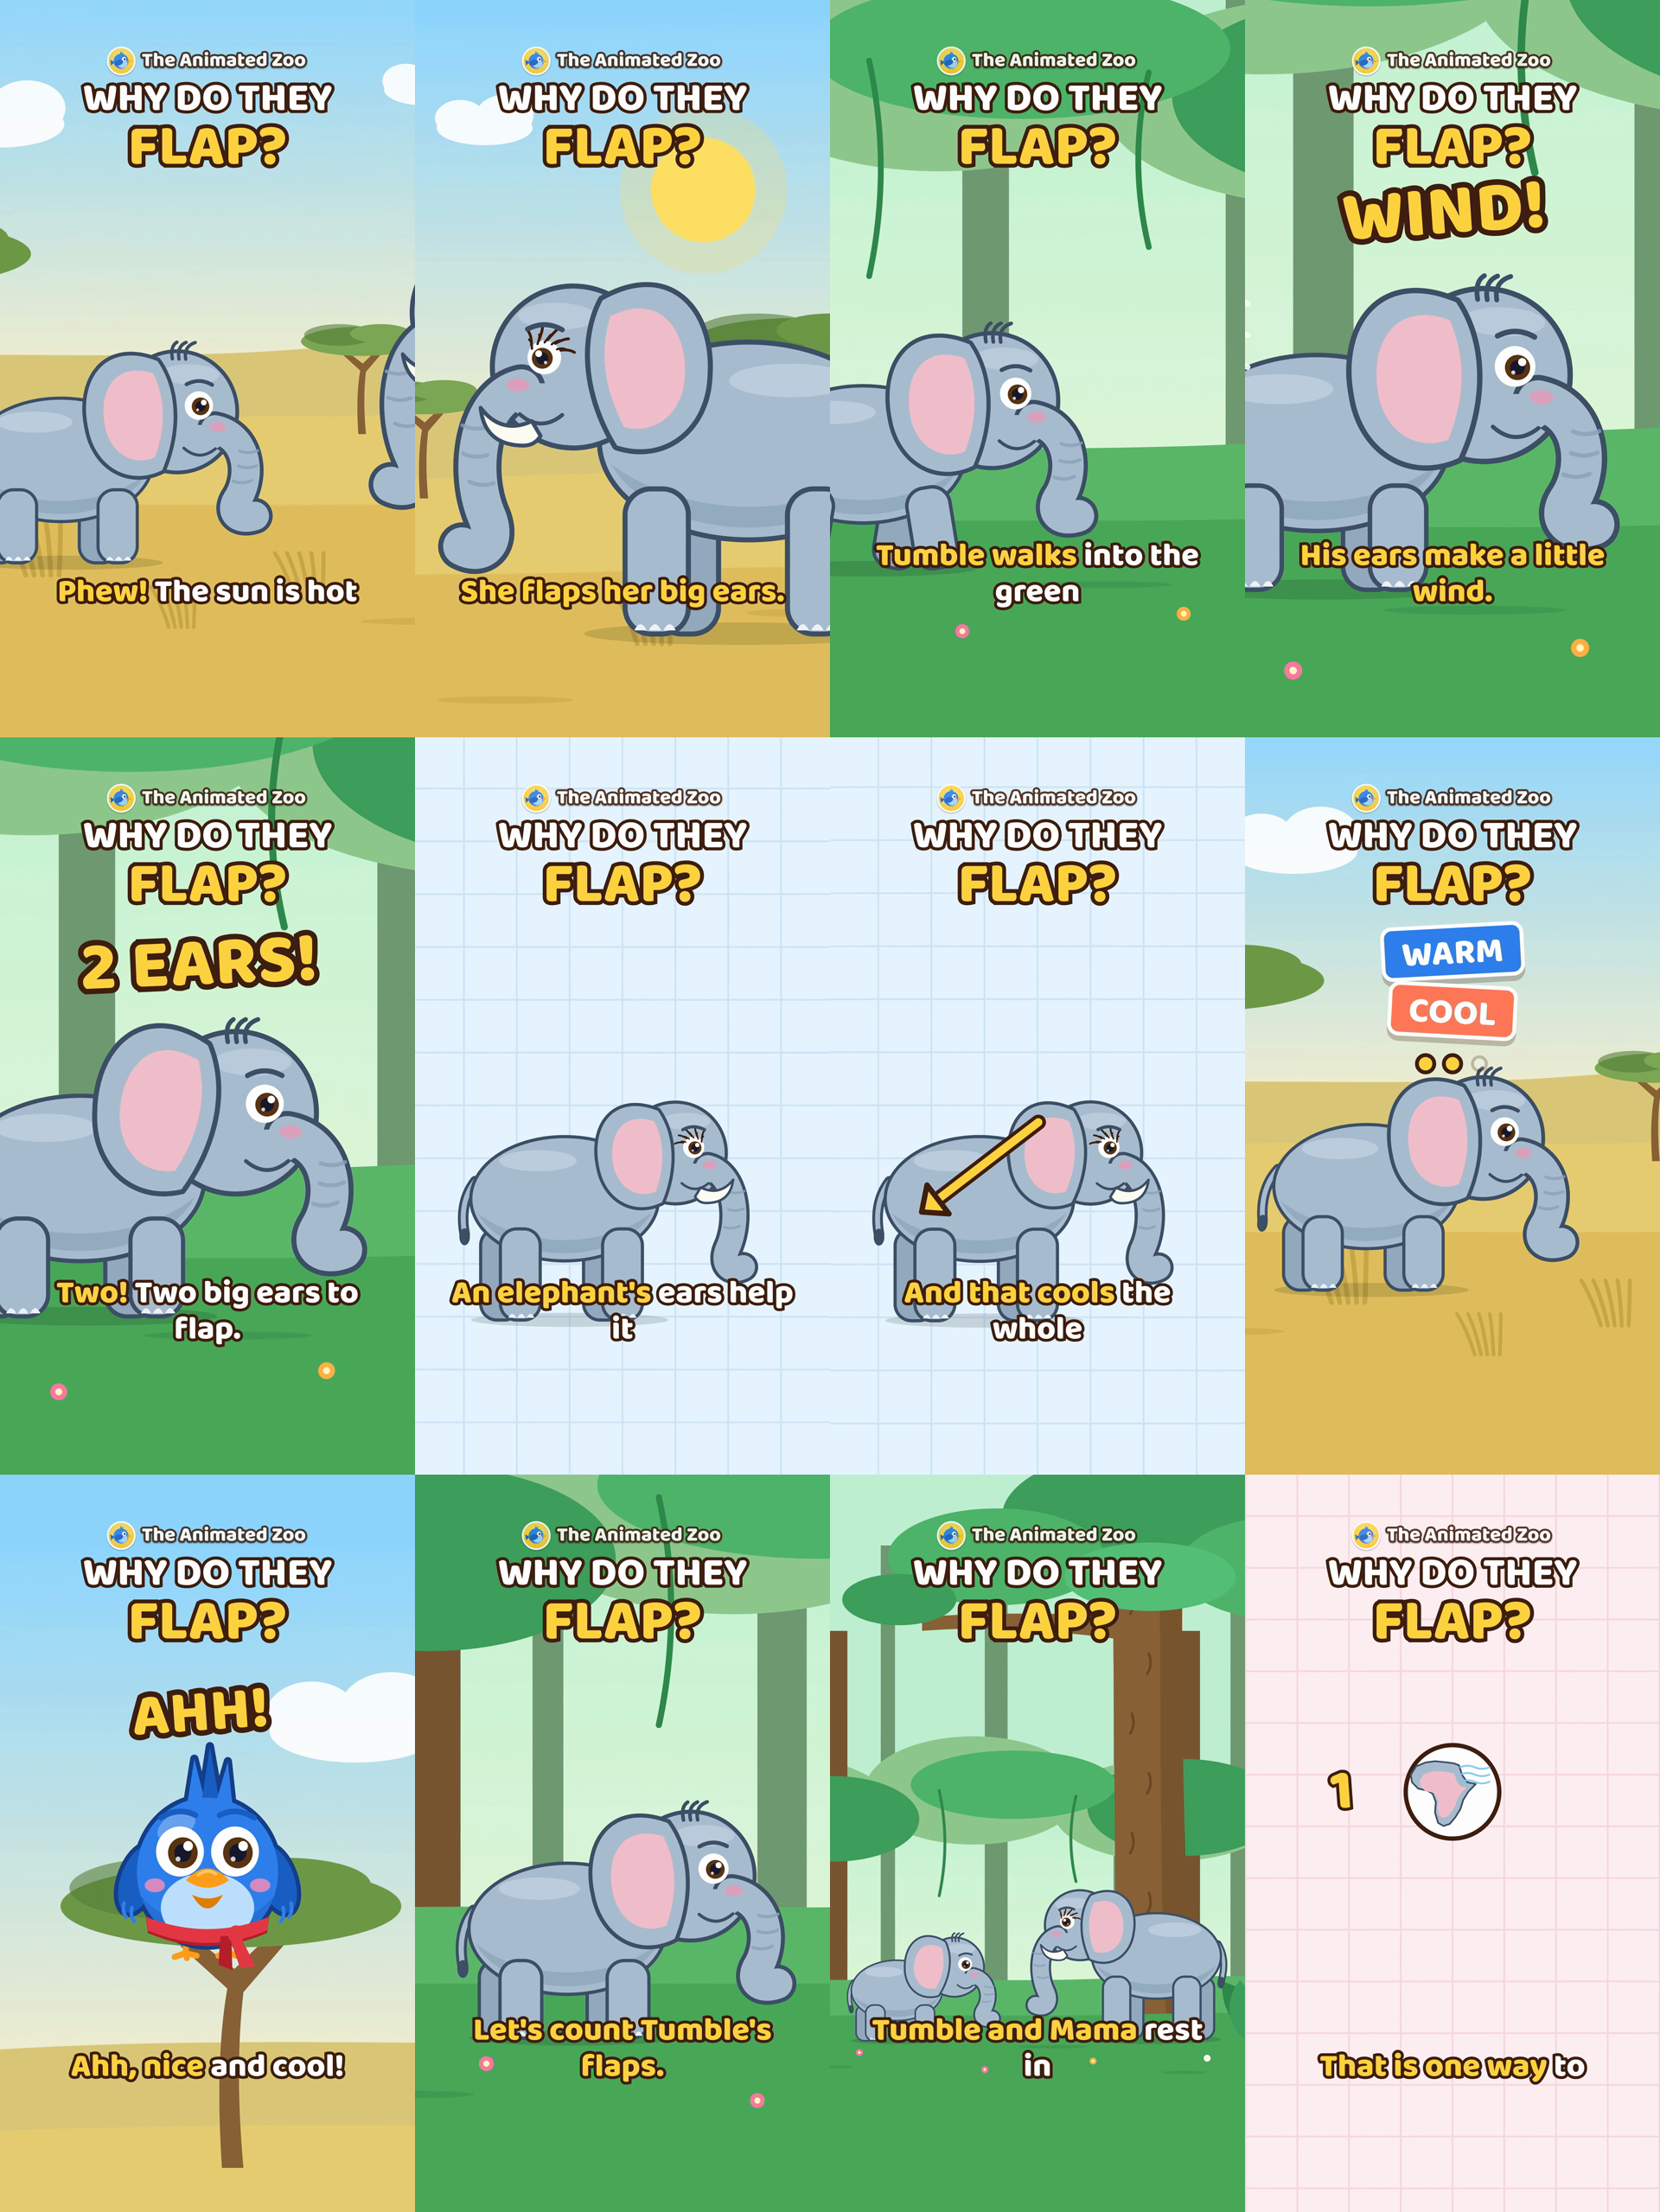 The Animated Zoo
WHY DO THEY
FLAP?
Phew! The sun is hot
The Animated Zoo
WHY DO THEY
FLAP?
She flaps her big ears.
The Animated Zoo
WHY DO THEY
FLAP?
Tumble walks into the
green
The Animated Zoo
WHY DO THEY
FLAP?
WIND!
His ears make a little
wind.
The Animated Zoo
WHY DO THEY
FLAP?
2 EARS!
Two! Two big ears to
flap.
The Animated Zoo
WHY DO THEY
FLAP?
An elephant's ears help
it
The Animated Zoo
WHY DO THEY
FLAP?
And that cools the
whole
The Animated Zoo
WHY DO THEY
FLAP?
WARM
COOL
The Animated Zoo
WHY DO THEY
FLAP?
AHH!
Ahh, nice and cool!
The Animated Zoo
WHY DO THEY
FLAP?
Let's count Tumble's
flaps.
The Animated Zoo
WHY DO THEY
FLAP?
Tumble and Mama rest
in
The Animated Zoo
WHY DO THEY
FLAP?
1
That is one way to